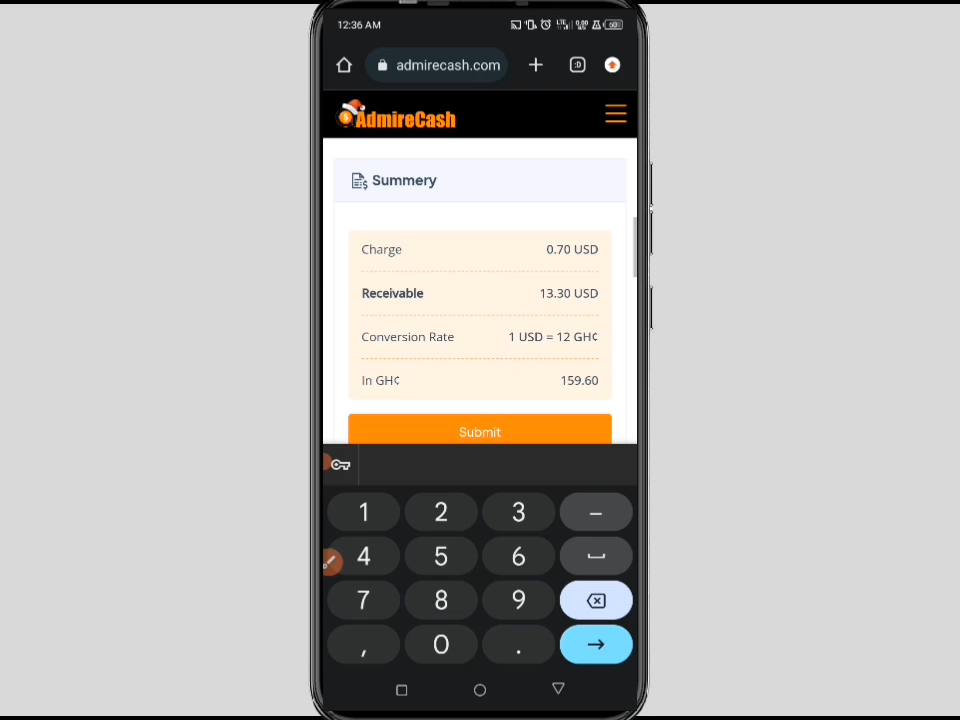 12:36 AM
admirecash.com
AdmireCash
Summery
Charge 0.70 USD
Receivable 13.30 USD
Conversion Rate 1 USD = 12 GH¢
In GH¢ 159.60
Submit
1 2 3 –
4 5 6
7 8 9
, 0 .